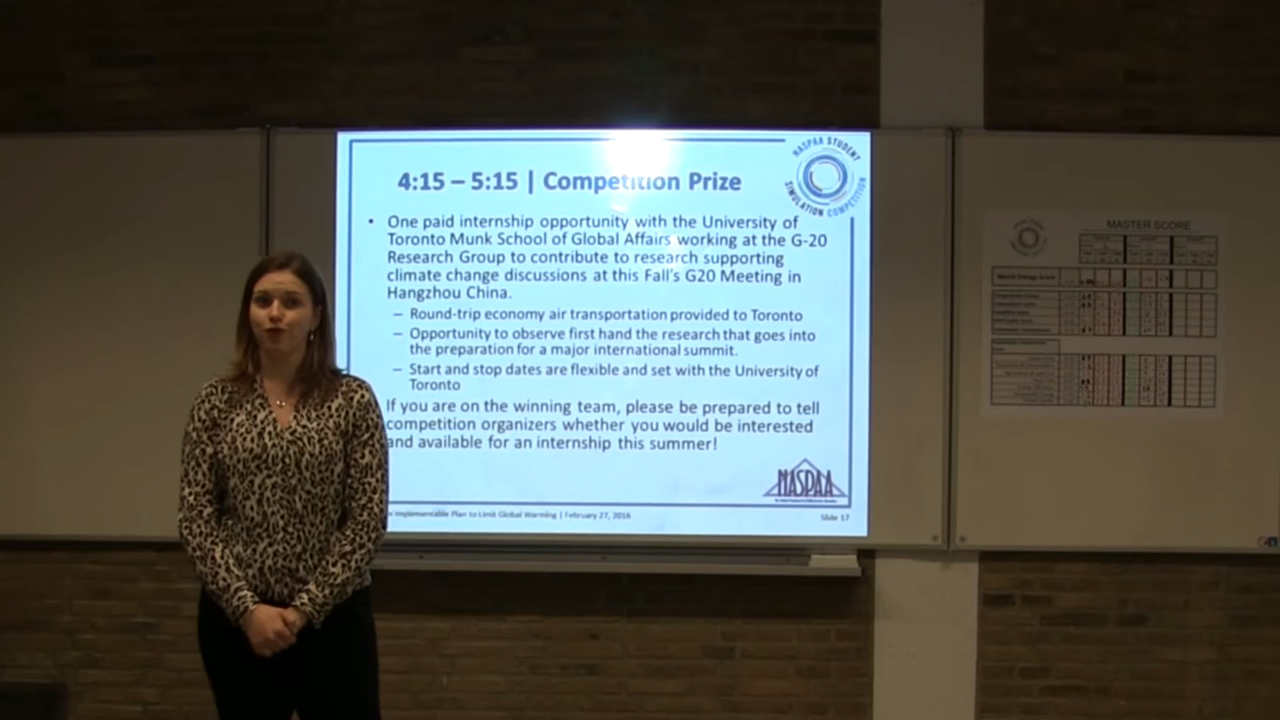 NASPAA STUDENT
SIMULATION COMPETITION
4:15 – 5:15 | Competition Prize
• One paid internship opportunity with the University of
Toronto Munk School of Global Affairs working at the G-20
Research Group to contribute to research supporting
climate change discussions at this Fall's G20 Meeting in
Hangzhou China.
– Round-trip economy air transportation provided to Toronto
– Opportunity to observe first hand the research that goes into
the preparation for a major international summit.
– Start and stop dates are flexible and set with the University of
Toronto
If you are on the winning team, please be prepared to tell
competition organizers whether you would be interested
and available for an internship this summer!
NASPAA
Implementable Plan to Limit Global Warming | February 27, 2016
Slide 17
MASTER SCORE